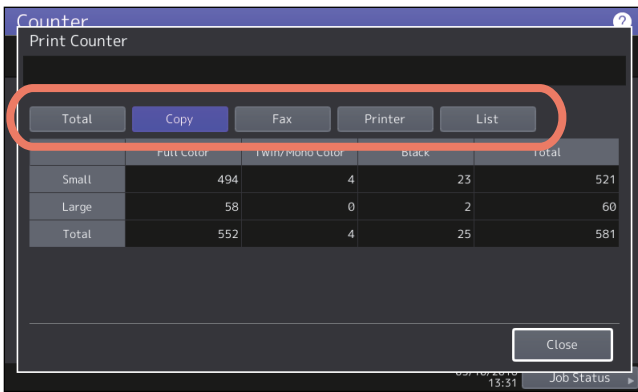 Counter
?
Print Counter
Total Copy Fax Printer List
Full Color Twin/Mono Color Black Total
Small 494 4 23 521
Large 58 0 2 60
Total 552 4 25 581
Close
13:31 Job Status